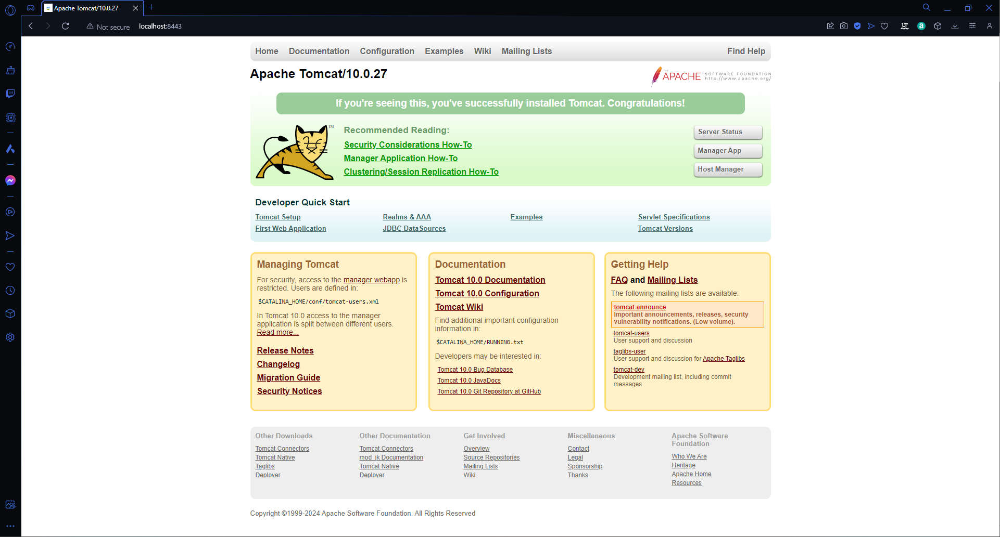 Apache Tomcat/10.0.27
Not secure localhost:8443
Home Documentation Configuration Examples Wiki Mailing Lists Find Help
Apache Tomcat/10.0.27
THE APACHE SOFTWARE FOUNDATION
http://www.apache.org/
If you're seeing this, you've successfully installed Tomcat. Congratulations!
TM
Recommended Reading:
Security Considerations How-To
Manager Application How-To
Clustering/Session Replication How-To
Server Status
Manager App
Host Manager
Developer Quick Start
Tomcat Setup
First Web Application
Realms & AAA
JDBC DataSources
Examples
Servlet Specifications
Tomcat Versions
Managing Tomcat
For security, access to the manager webapp is
restricted. Users are defined in:
$CATALINA_HOME/conf/tomcat-users.xml
In Tomcat 10.0 access to the manager
application is split between different users.
Read more...
Release Notes
Changelog
Migration Guide
Security Notices
Documentation
Tomcat 10.0 Documentation
Tomcat 10.0 Configuration
Tomcat Wiki
Find additional important configuration
information in:
$CATALINA_HOME/RUNNING.txt
Developers may be interested in:
Tomcat 10.0 Bug Database
Tomcat 10.0 JavaDocs
Tomcat 10.0 Git Repository at GitHub
Getting Help
FAQ and Mailing Lists
The following mailing lists are available:
tomcat-announce
Important announcements, releases, security
vulnerability notifications. (Low volume).
tomcat-users
User support and discussion
taglibs-user
User support and discussion for Apache Taglibs
tomcat-dev
Development mailing list, including commit
messages
Other Downloads
Tomcat Connectors
Tomcat Native
Taglibs
Deployer
Other Documentation
Tomcat Connectors
mod_jk Documentation
Tomcat Native
Deployer
Get Involved
Overview
Source Repositories
Mailing Lists
Wiki
Miscellaneous
Contact
Legal
Sponsorship
Thanks
Apache Software
Foundation
Who We Are
Heritage
Apache Home
Resources
Copyright ©1999-2024 Apache Software Foundation. All Rights Reserved